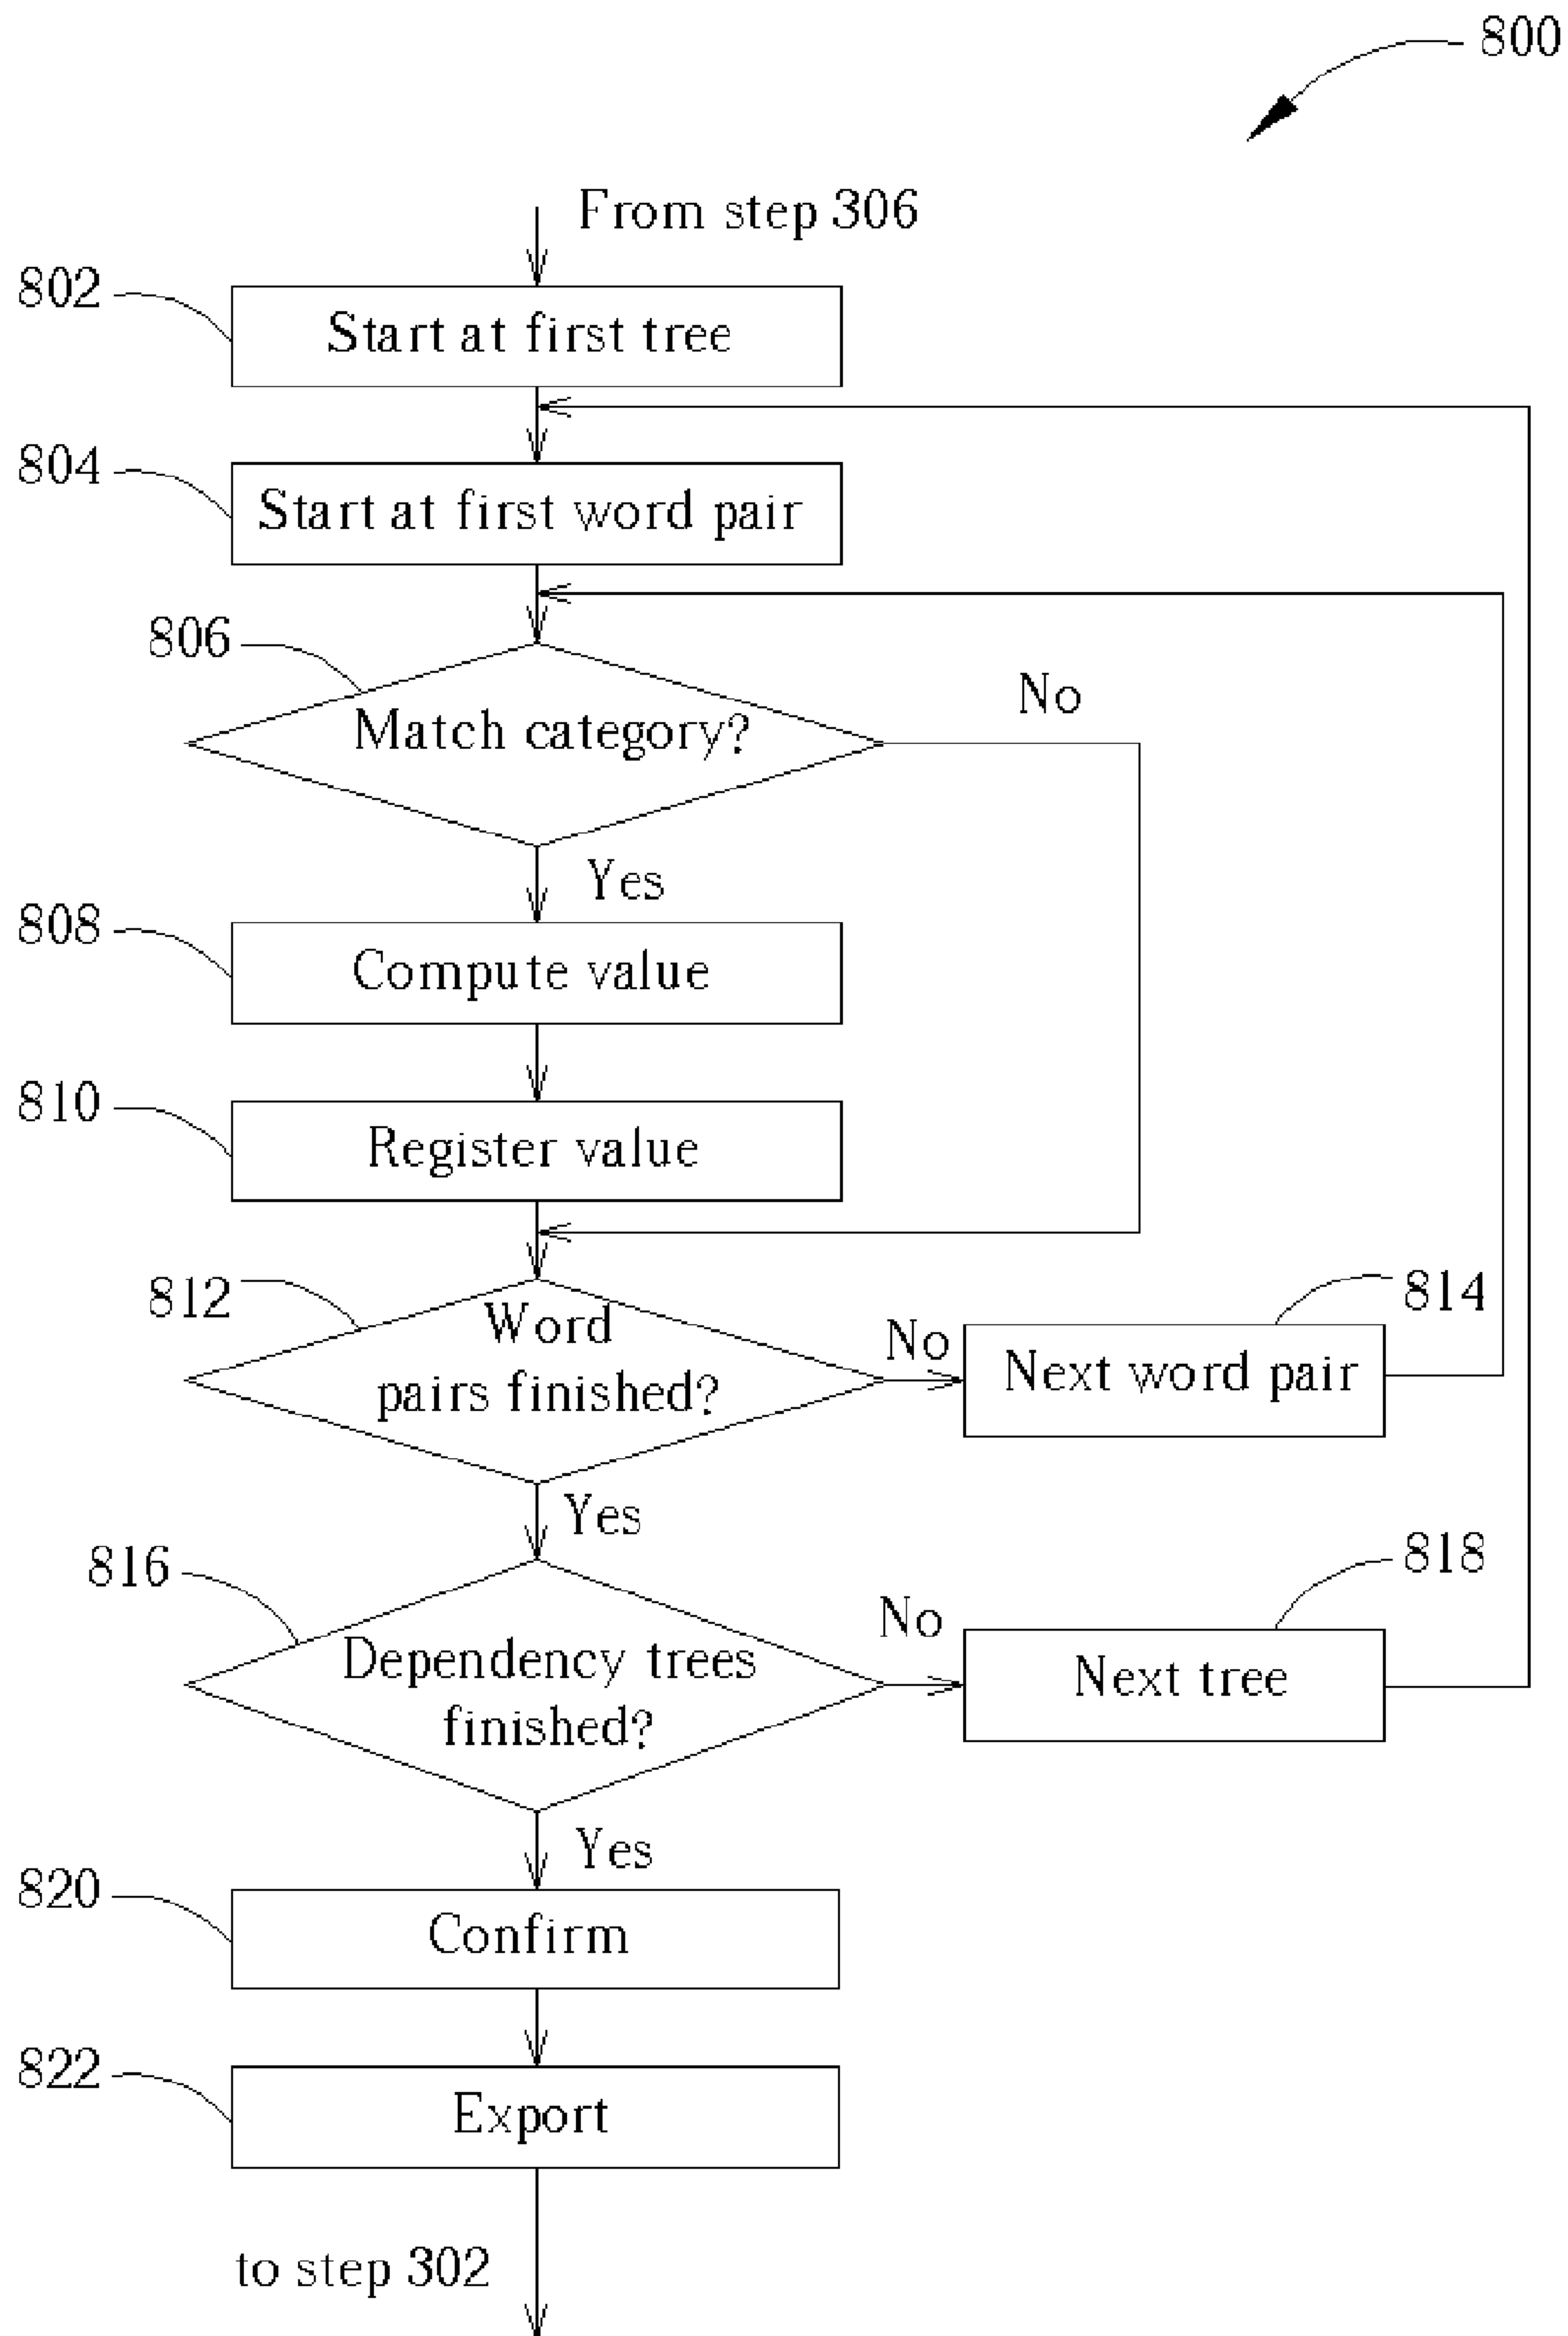 800
From step 306
802
Start at first tree
804
Start at first word pair
806
Match category?
No
Yes
808
Compute value
810
Register value
812
Word
pairs finished?
No
814
Next word pair
Yes
816
Dependency trees
finished?
No
818
Next tree
Yes
820
Confirm
822
Export
to step 302